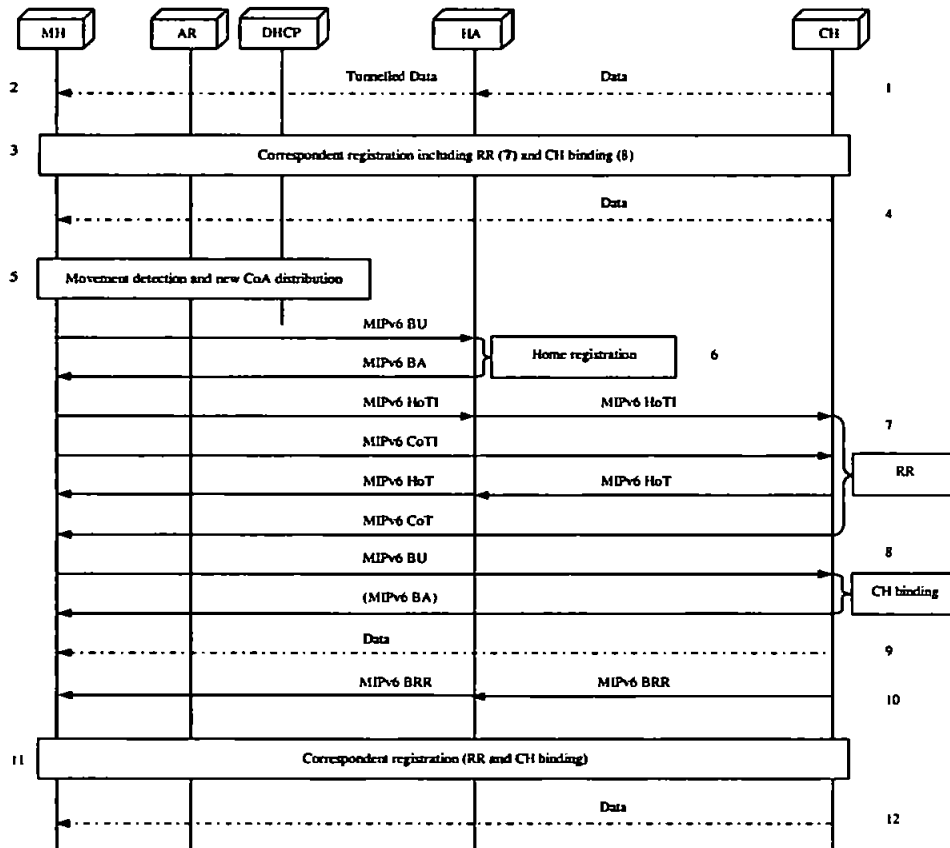 MH AR DHCP HA CH
2 Tunnelled Data Data 1
3 Correspondent registration including RR (7) and CH binding (8)
Data 4
5 Movement detection and new CoA distribution
MIPv6 BU
Home registration 6
MIPv6 BA
MIPv6 HoTI MIPv6 HoTI 7
MIPv6 CoTI
RR
MIPv6 HoT MIPv6 HoT
MIPv6 CoT
MIPv6 BU 8
(MIPv6 BA) CH binding
Data 9
MIPv6 BRR MIPv6 BRR 10
11 Correspondent registration (RR and CH binding)
Data 12